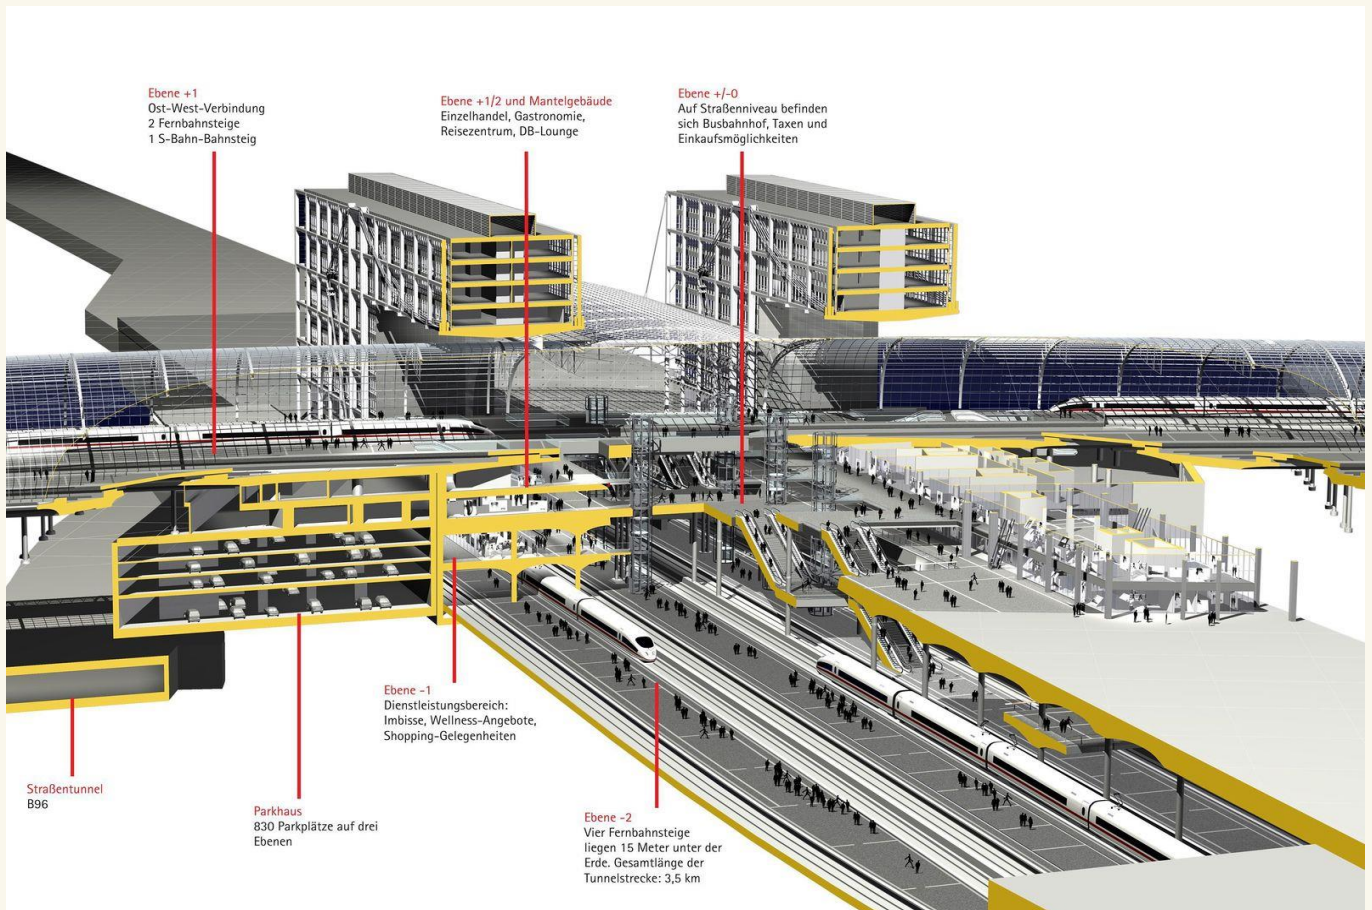 Ebene +1
Ost-West-Verbindung
2 Fernbahnsteige
1 S-Bahn-Bahnsteig
Ebene +1/2 und Mantelgebäude
Einzelhandel, Gastronomie,
Reisezentrum, DB-Lounge
Ebene +/-0
Auf Straßenniveau befinden
sich Busbahnhof, Taxen und
Einkaufsmöglichkeiten
Ebene -1
Dienstleistungsbereich:
Imbisse, Wellness-Angebote,
Shopping-Gelegenheiten
Straßentunnel
B96
Parkhaus
830 Parkplätze auf drei
Ebenen
Ebene -2
Vier Fernbahnsteige
liegen 15 Meter unter der
Erde. Gesamtlänge der
Tunnelstrecke: 3,5 km